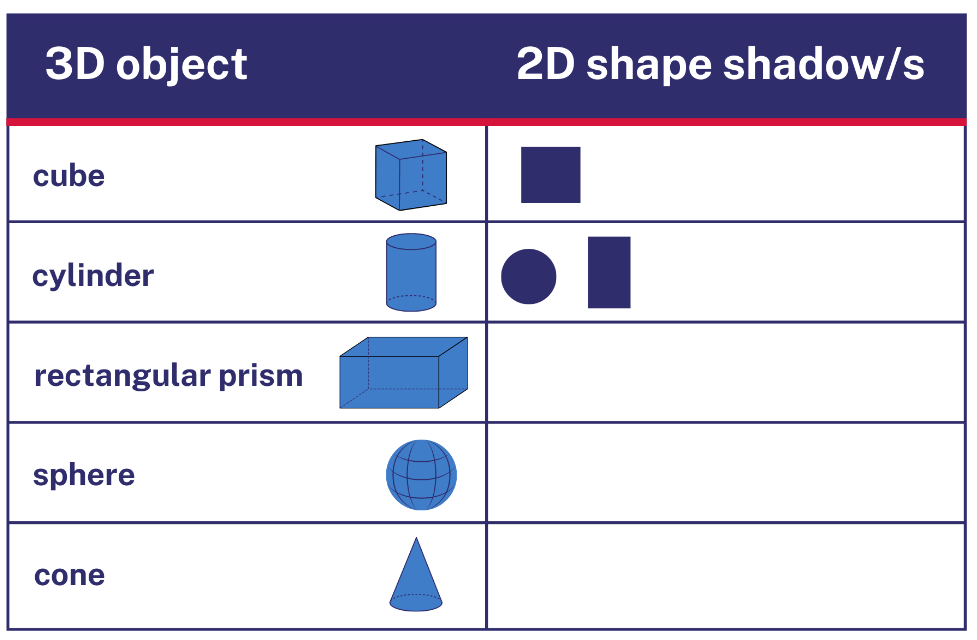 3D object 2D shape shadow/s
cube
cylinder
rectangular prism
sphere
cone